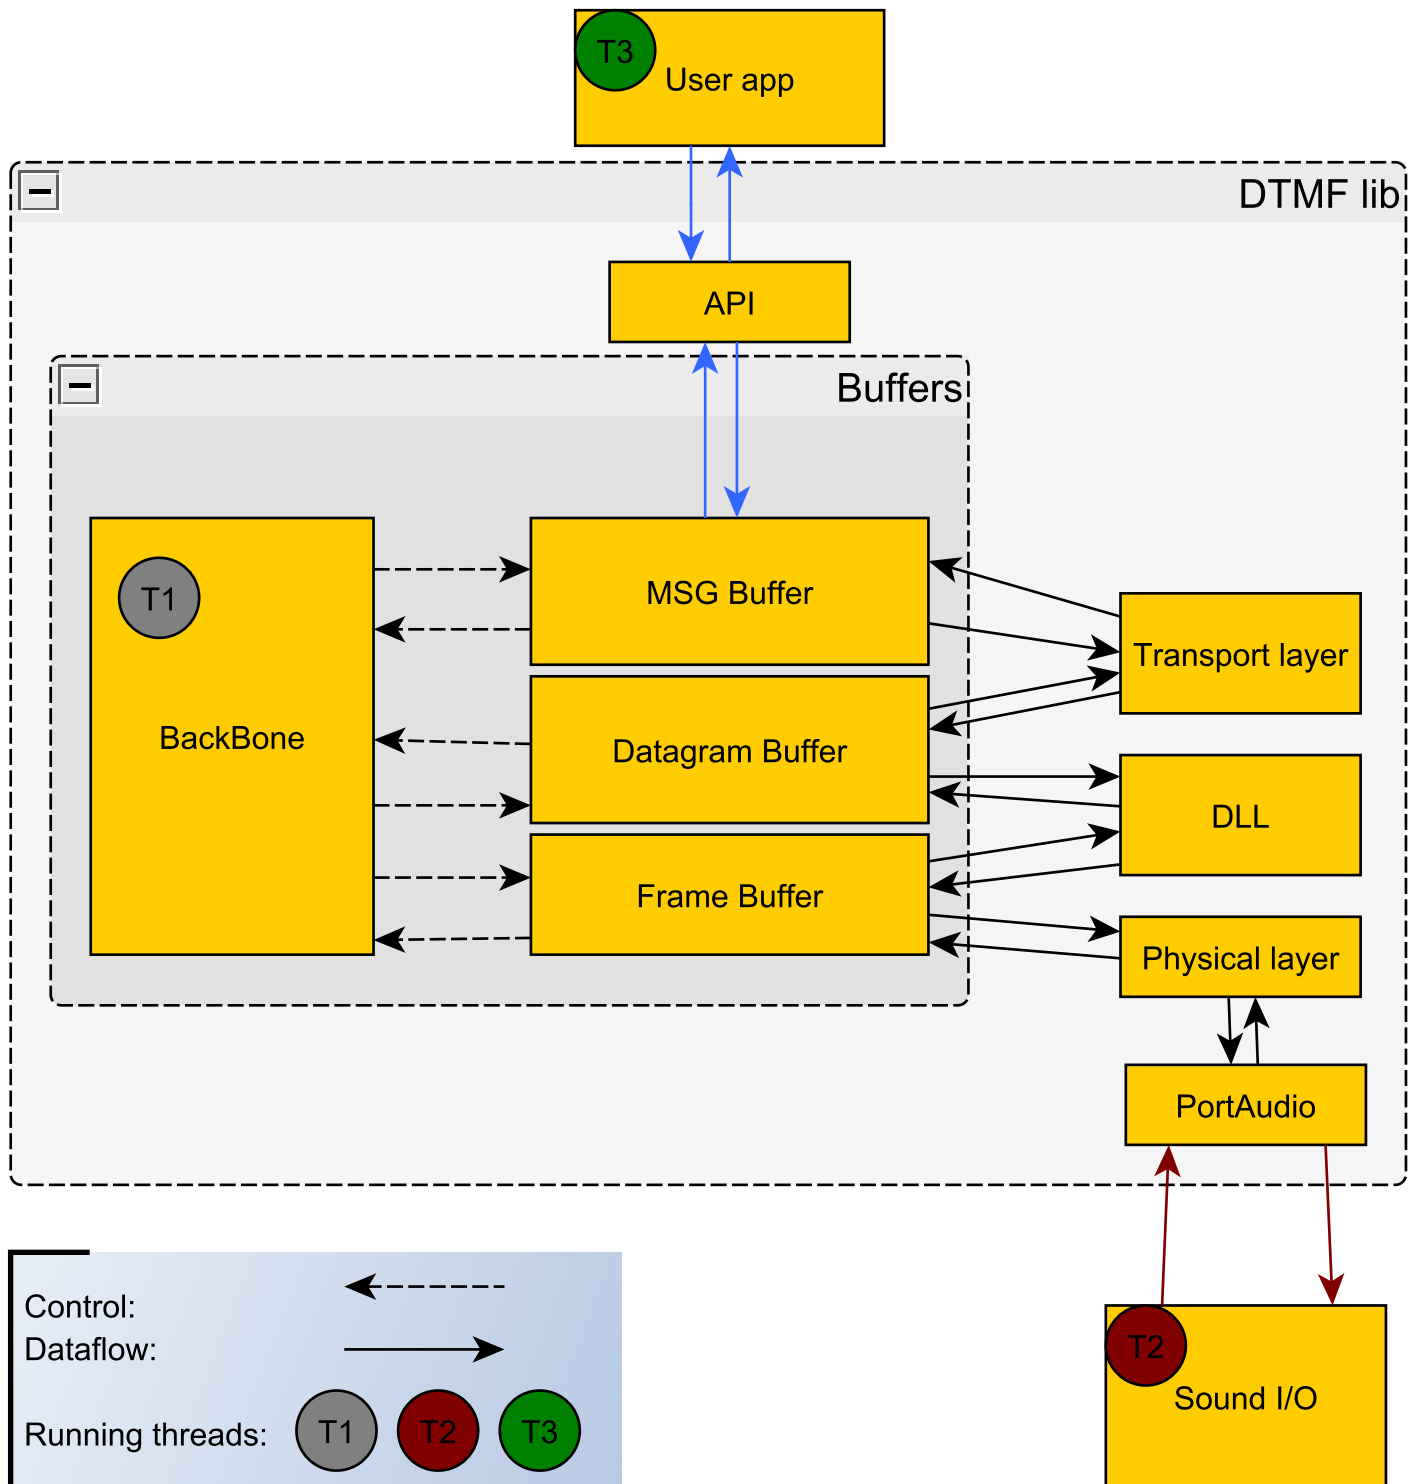 T3
User app
DTMF lib
API
Buffers
T1
MSG Buffer
Transport layer
BackBone
Datagram Buffer
DLL
Frame Buffer
Physical layer
PortAudio
Control:
Dataflow:
T2
Sound I/O
Running threads: T1 T2 T3